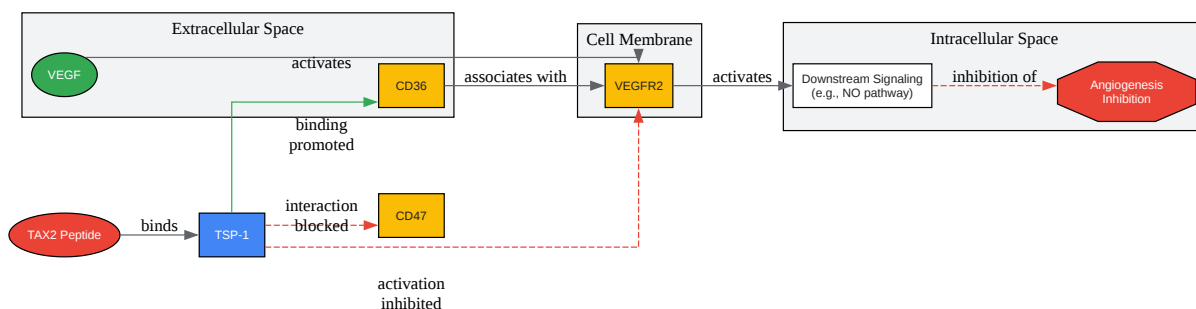 Extracellular Space
VEGF
activates
CD36
associates with
Cell Membrane
VEGFR2
activates
Intracellular Space
Downstream Signaling
(e.g., NO pathway)
inhibition of
Angiogenesis
Inhibition
binding
promoted
TAX2 Peptide
binds
TSP-1
interaction
blocked
CD47
activation
inhibited